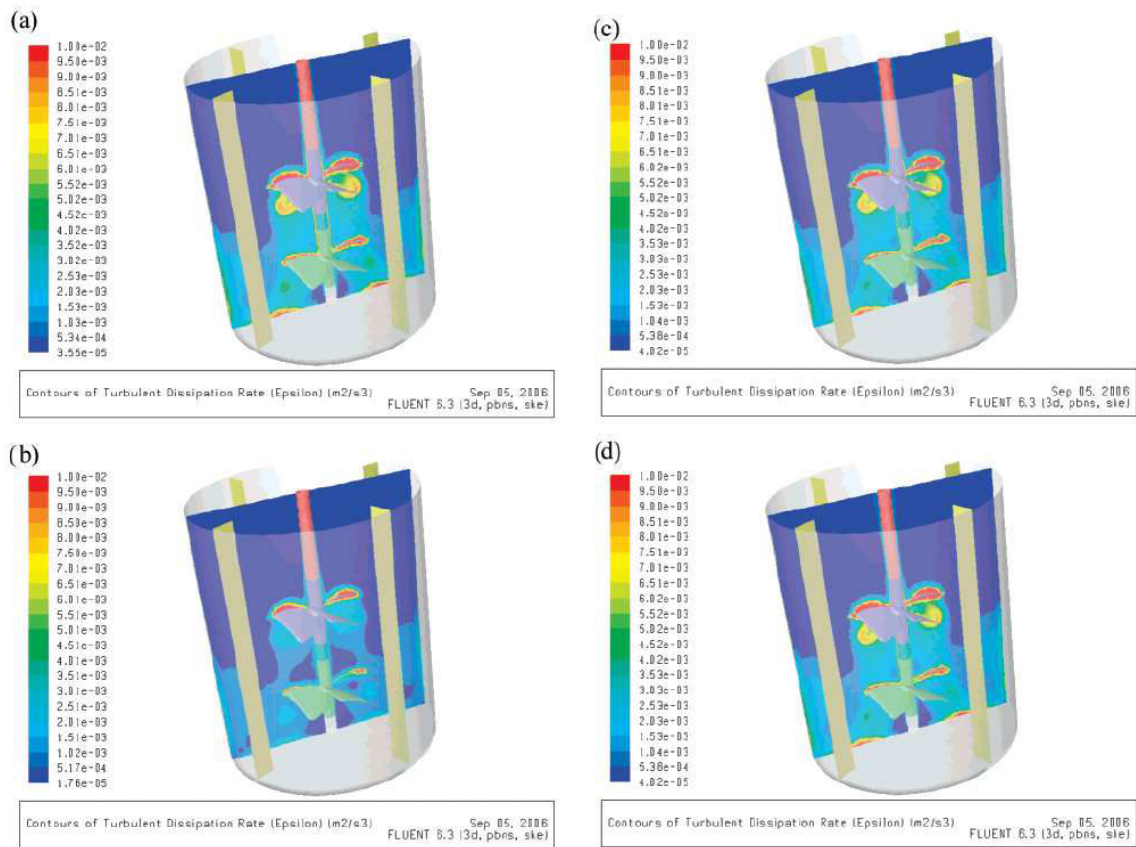 (a)
1.00e-02
9.50e-03
9.00e-03
8.50e-03
8.01e-03
7.51e-03
7.01e-03
6.51e-03
6.01e-03
5.52e-03
5.02e-03
4.52e-03
4.02e-03
3.52e-03
3.02e-03
2.53e-03
2.03e-03
1.53e-03
1.03e-03
5.34e-04
3.55e-05
Contours of Turbulent Dissipation Rate (Epsilon) (m2/s3)
Sep 05, 2006
FLUENT 6.3 (3d, pbns, ske)
(c)
1.00e-02
9.50e-03
9.00e-03
8.51e-03
8.01e-03
7.51e-03
7.01e-03
6.51e-03
6.02e-03
5.52e-03
5.02e-03
4.52e-03
4.02e-03
3.53e-03
3.03e-03
2.53e-03
2.03e-03
1.53e-03
1.04e-03
5.38e-04
4.02e-05
Contours of Turbulent Dissipation Rate (Epsilon) (m2/s3)
Sep 05, 2006
FLUENT 6.3 (3d, pbns, ske)
(b)
1.00e-02
9.50e-03
9.00e-03
8.50e-03
8.00e-03
7.50e-03
7.01e-03
6.51e-03
6.01e-03
5.51e-03
5.01e-03
4.51e-03
4.01e-03
3.51e-03
3.01e-03
2.51e-03
2.01e-03
1.51e-03
1.02e-03
5.17e-04
1.76e-05
Contours of Turbulent Dissipation Rate (Epsilon) (m2/s3)
Sep 05, 2006
FLUENT 6.3 (3d, pbns, ske)
(d)
1.00e-02
9.50e-03
9.00e-03
8.51e-03
8.01e-03
7.51e-03
7.01e-03
6.51e-03
6.02e-03
5.52e-03
5.02e-03
4.52e-03
4.02e-03
3.53e-03
3.03e-03
2.53e-03
2.03e-03
1.53e-03
1.04e-03
5.38e-04
4.02e-05
Contours of Turbulent Dissipation Rate (Epsilon) (m2/s3)
Sep 05, 2006
FLUENT 6.3 (3d, pbns, ske)